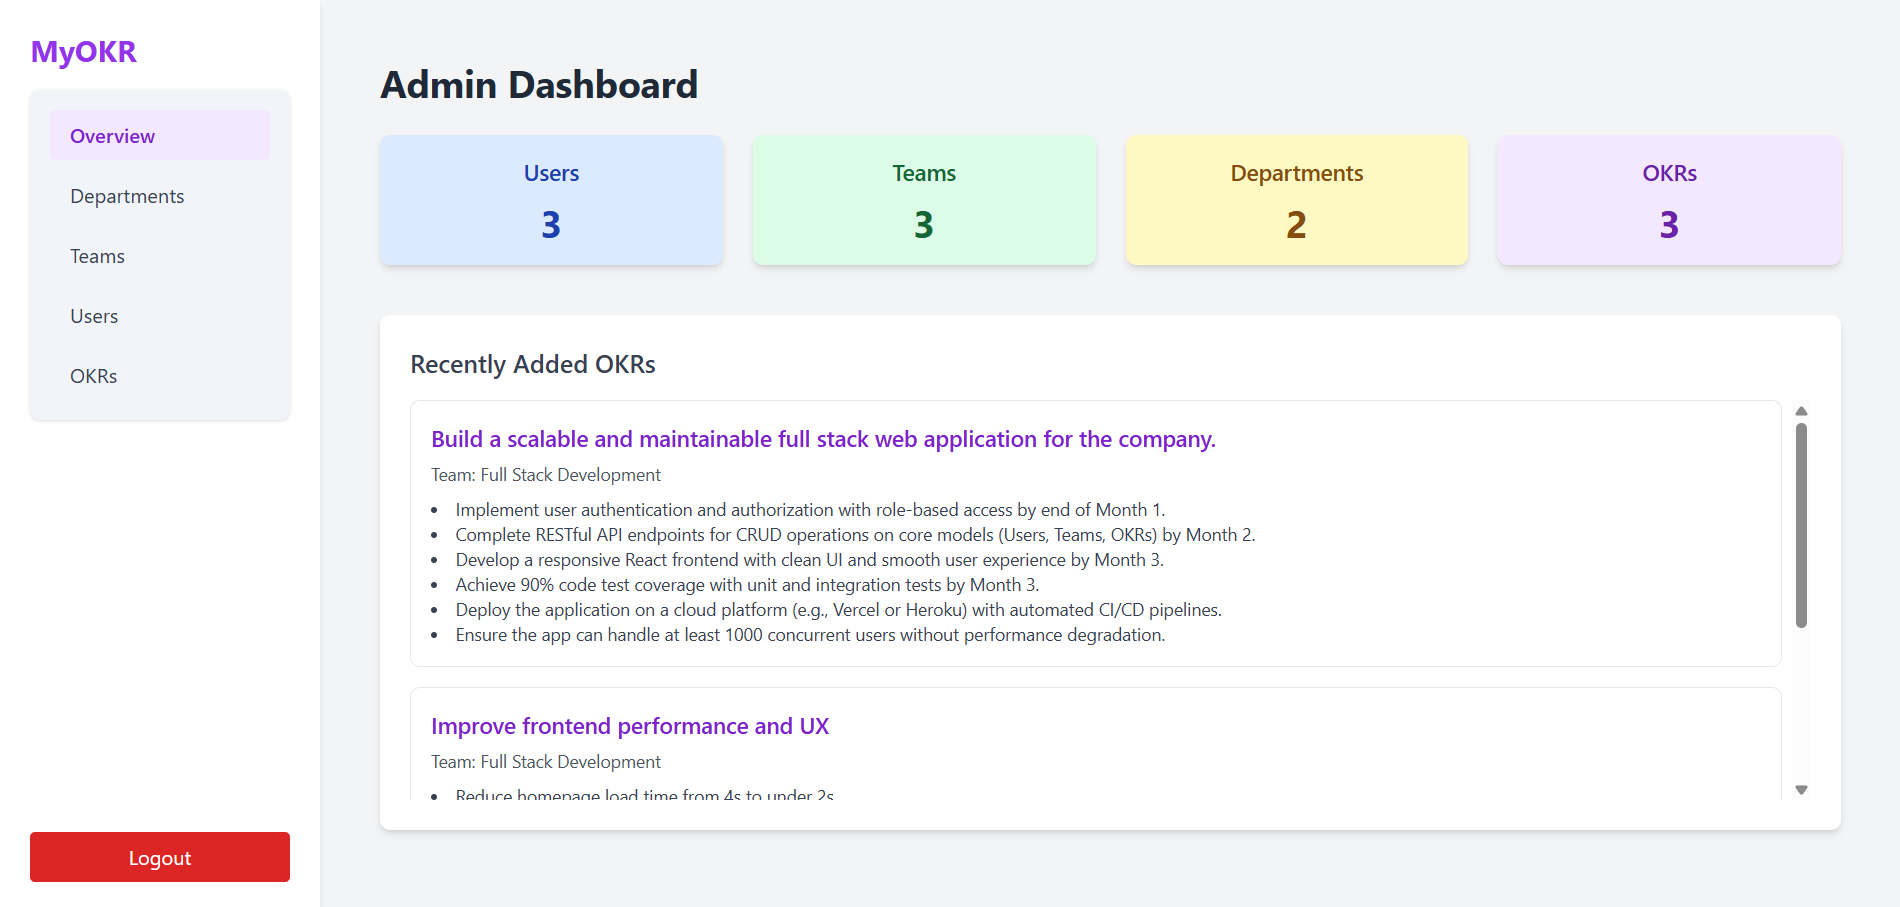 MyOKR
Overview
Departments
Teams
Users
OKRs
Logout
Admin Dashboard
Users
3
Teams
3
Departments
2
OKRs
3
Recently Added OKRs
Build a scalable and maintainable full stack web application for the company.
Team: Full Stack Development
• Implement user authentication and authorization with role-based access by end of Month 1.
• Complete RESTful API endpoints for CRUD operations on core models (Users, Teams, OKRs) by Month 2.
• Develop a responsive React frontend with clean UI and smooth user experience by Month 3.
• Achieve 90% code test coverage with unit and integration tests by Month 3.
• Deploy the application on a cloud platform (e.g., Vercel or Heroku) with automated CI/CD pipelines.
• Ensure the app can handle at least 1000 concurrent users without performance degradation.
Improve frontend performance and UX
Team: Full Stack Development
• Reduce homepage load time from 4s to under 2s